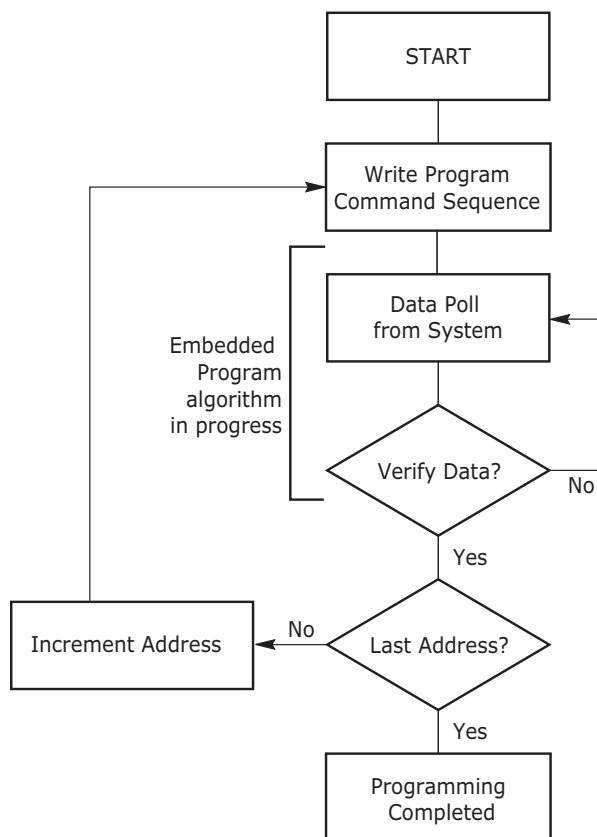 START
Write Program
Command Sequence
Data Poll
from System
Embedded
Program
algorithm
in progress
Verify Data?
No
Yes
Increment Address
No
Last Address?
Yes
Programming
Completed